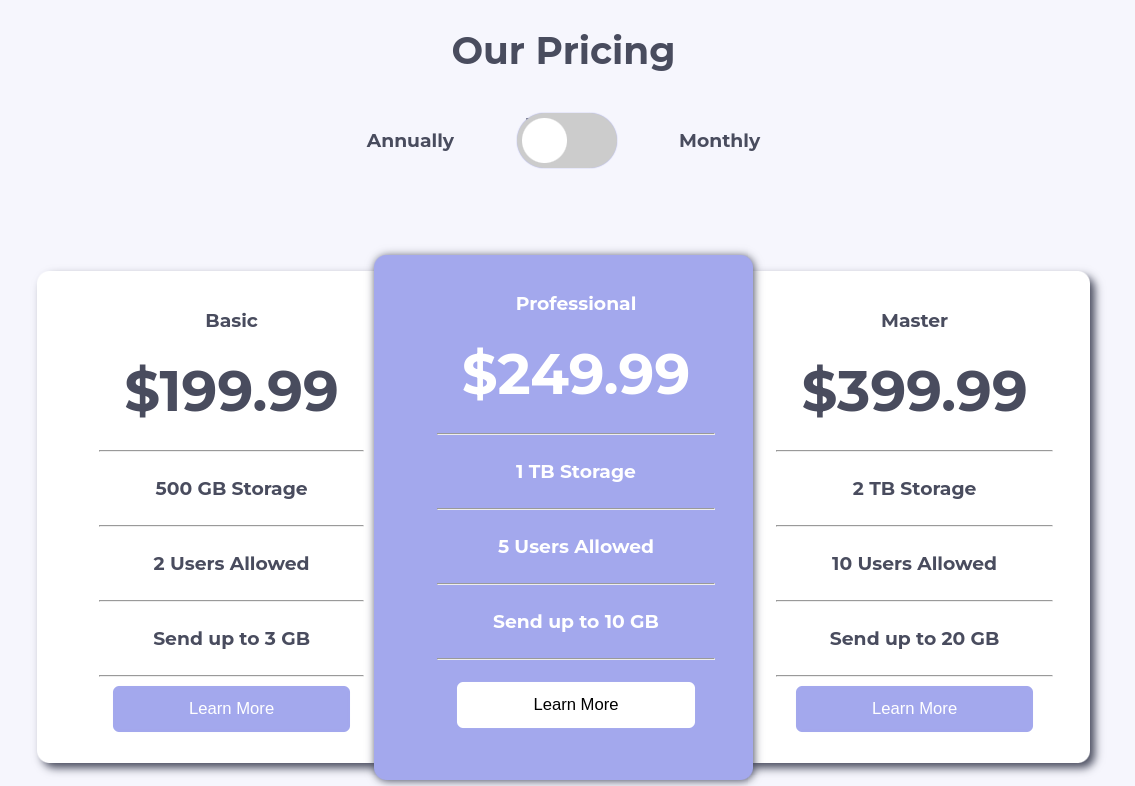 Our Pricing
Annually
Monthly
Basic
$199.99
500 GB Storage
2 Users Allowed
Send up to 3 GB
Learn More
Professional
$249.99
1 TB Storage
5 Users Allowed
Send up to 10 GB
Learn More
Master
$399.99
2 TB Storage
10 Users Allowed
Send up to 20 GB
Learn More